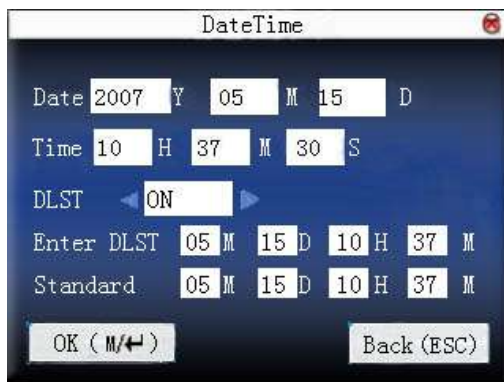 DateTime
Date 2007 Y 05 M 15 D
Time 10 H 37 M 30 S
DLST ON
Enter DLST 05 M 15 D 10 H 37 M
Standard 05 M 15 D 10 H 37 M
OK (M/↵) Back (ESC)